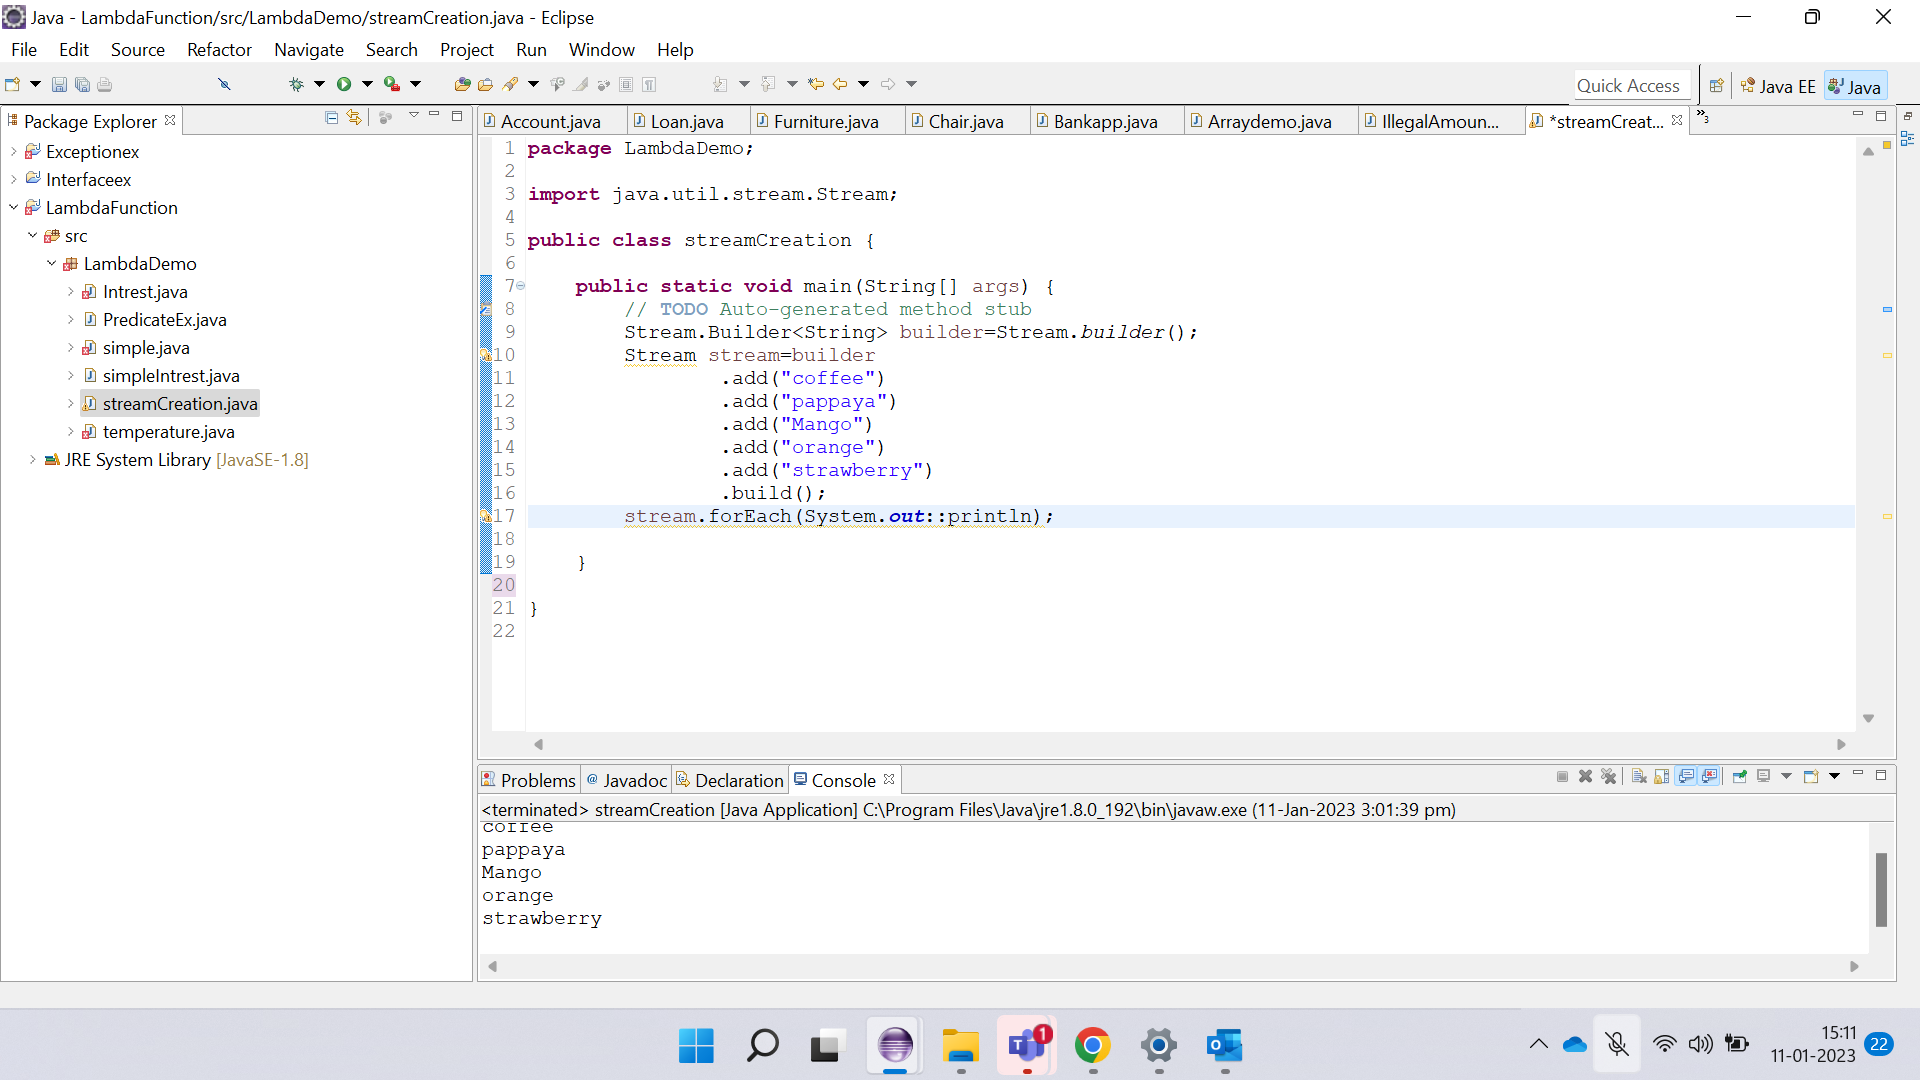 Java - LambdaFunction/src/LambdaDemo/streamCreation.java - Eclipse
File Edit Source Refactor Navigate Search Project Run Window Help
Quick Access Java EE Java
Package Explorer
Exceptionex
Interfaceex
LambdaFunction
src
LambdaDemo
Intrest.java
PredicateEx.java
simple.java
simpleIntrest.java
streamCreation.java
temperature.java
JRE System Library [JavaSE-1.8]
Account.java Loan.java Furniture.java Chair.java Bankapp.java Arraydemo.java IllegalAmoun... *streamCreat... »3
1 package LambdaDemo;
2
3 import java.util.stream.Stream;
4
5 public class streamCreation {
6
7 public static void main(String[] args) {
8 // TODO Auto-generated method stub
9 Stream.Builder<String> builder=Stream.builder();
10 Stream stream=builder
11 .add("coffee")
12 .add("pappaya")
13 .add("Mango")
14 .add("orange")
15 .add("strawberry")
16 .build();
17 stream.forEach(System.out::println);
18
19 }
20
21 }
22
Problems @ Javadoc Declaration Console
<terminated> streamCreation [Java Application] C:\Program Files\Java\jre1.8.0_192\bin\javaw.exe (11-Jan-2023 3:01:39 pm)
coffee
pappaya
Mango
orange
strawberry
T 1
15:11
11-01-2023
22